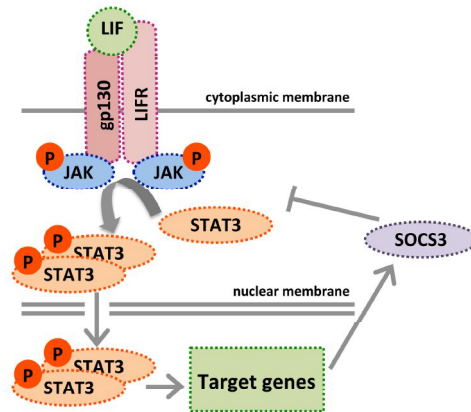 LIF
gp130
LIFR
cytoplasmic membrane
P
JAK
JAK
P
STAT3
P
STAT3
P
STAT3
SOCS3
nuclear membrane
P
STAT3
P
STAT3
Target genes